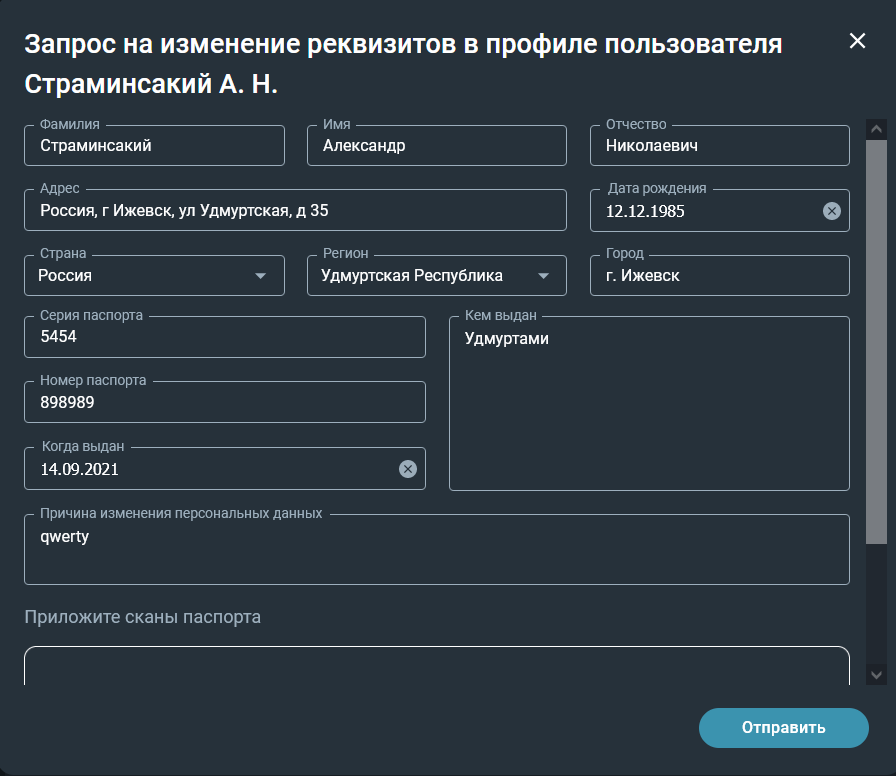 Запрос на изменение реквизитов в профиле пользователя
Страминсакий А. Н.
Фамилия
Страминсакий
Имя
Александр
Отчество
Николаевич
Адрес
Россия, г Ижевск, ул Удмуртская, д 35
Дата рождения
12.12.1985
Страна
Россия
Регион
Удмуртская Республика
Город
г. Ижевск
Серия паспорта
5454
Кем выдан
Удмуртами
Номер паспорта
898989
Когда выдан
14.09.2021
Причина изменения персональных данных
qwerty
Приложите сканы паспорта
Отправить